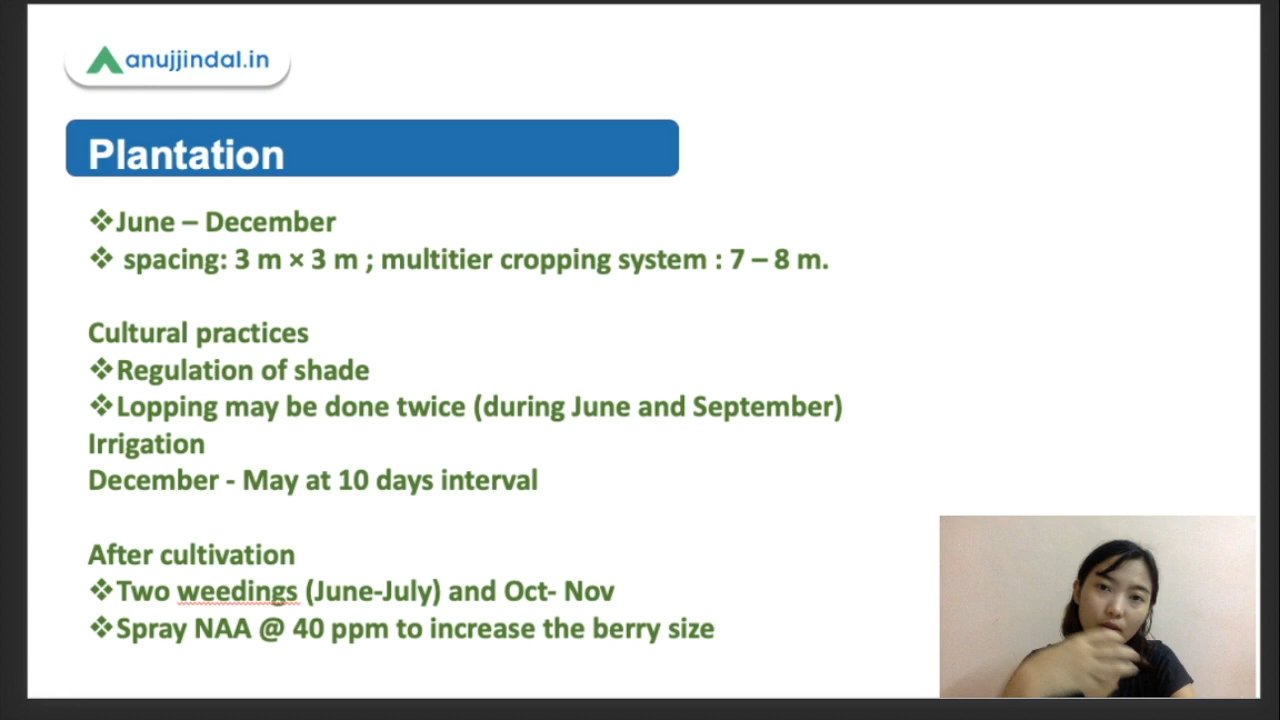 anujjindal.in
Plantation
❖June – December
❖ spacing: 3 m × 3 m ; multitier cropping system : 7 – 8 m.
Cultural practices
❖Regulation of shade
❖Lopping may be done twice (during June and September)
Irrigation
December - May at 10 days interval
After cultivation
❖Two weedings (June-July) and Oct- Nov
❖Spray NAA @ 40 ppm to increase the berry size